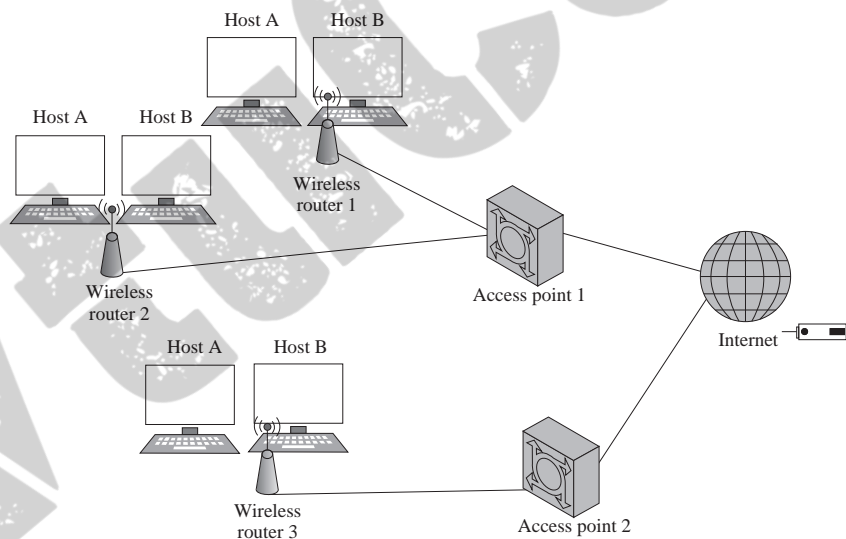 Host A Host B
Host A Host B
Wireless
router 1
Wireless
router 2
Access point 1
Internet
Host A Host B
Wireless
router 3
Access point 2